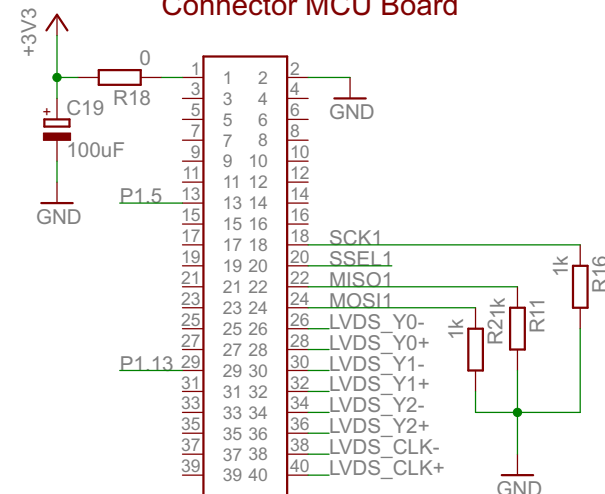 Connector MCU Board
+3V3
0
R18
+
C19
100uF
GND
GND
P1.5
P1.13
1 1 2 2
3 3 4 4
5 5 6 6
7 7 8 8
9 9 10 10
11 11 12 12
13 13 14 14
15 15 16 16
17 17 18 18 SCK1
19 19 20 20 SSEL1
21 21 22 22 MISO1
23 23 24 24 MOSI1
25 25 26 26 LVDS_Y0-
27 27 28 28 LVDS_Y0+
29 29 30 30 LVDS_Y1-
31 31 32 32 LVDS_Y1+
33 33 34 34 LVDS_Y2-
35 35 36 36 LVDS_Y2+
37 37 38 38 LVDS_CLK-
39 39 40 40 LVDS_CLK+
1k
R2
1k
R11
1k
R16
GND